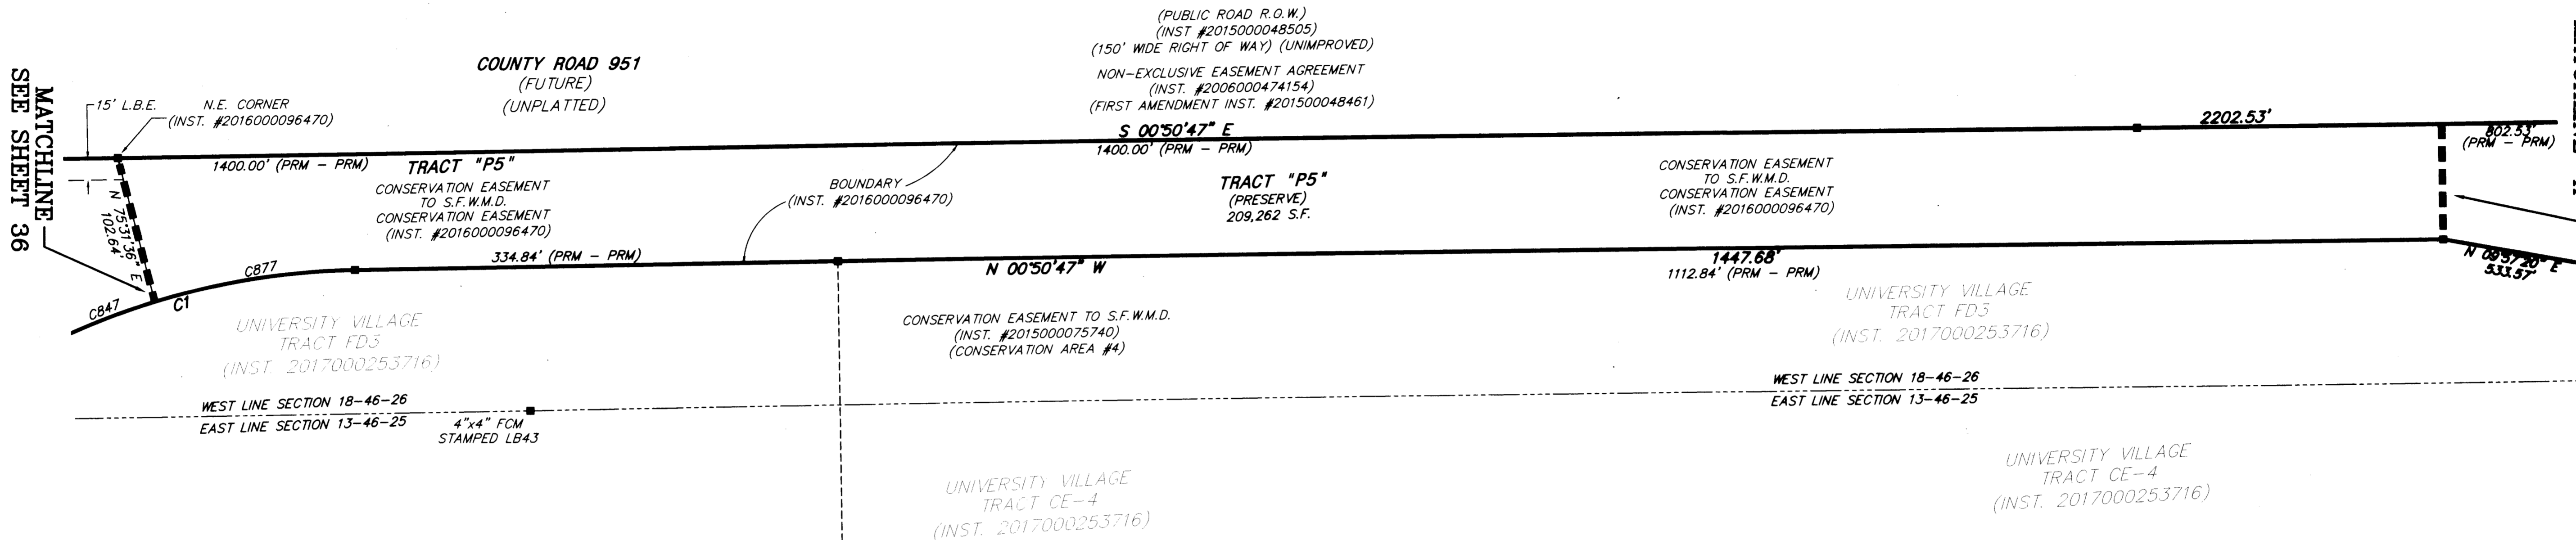 (PUBLIC ROAD R.O.W.)
(INST #2015000048505)
(150' WIDE RIGHT OF WAY) (UNIMPROVED)
NON-EXCLUSIVE EASEMENT AGREEMENT
(INST. #2006000474154)
(FIRST AMENDMENT INST. #201500048461)
COUNTY ROAD 951
(FUTURE)
(UNPLATTED)
MATCHLINE
SEE SHEET 36
15' L.B.E.
N.E. CORNER
(INST. #2016000096470)
S 00°50'47" E
2202.53'
1400.00' (PRM - PRM)
1400.00' (PRM - PRM)
802.53'
(PRM - PRM)
TRACT "P5"
CONSERVATION EASEMENT
TO S.F.W.M.D.
CONSERVATION EASEMENT
(INST. #2016000096470)
BOUNDARY
(INST. #2016000096470)
TRACT "P5"
(PRESERVE)
209,262 S.F.
CONSERVATION EASEMENT
TO S.F.W.M.D.
CONSERVATION EASEMENT
(INST. #2016000096470)
N 75°31'36" E
102.64'
C847
C1
C877
334.84' (PRM - PRM)
N 00°50'47" W
1447.68'
1112.84' (PRM - PRM)
N 09°37'20" E
533.57'
UNIVERSITY VILLAGE
TRACT FD3
(INST. 2017000253716)
CONSERVATION EASEMENT TO S.F.W.M.D.
(INST. #2015000075740)
(CONSERVATION AREA #4)
UNIVERSITY VILLAGE
TRACT FD3
(INST. 2017000253716)
WEST LINE SECTION 18-46-26
EAST LINE SECTION 13-46-25
4"x4" FCM
STAMPED LB43
WEST LINE SECTION 18-46-26
EAST LINE SECTION 13-46-25
UNIVERSITY VILLAGE
TRACT CE-4
(INST. 2017000253716)
UNIVERSITY VILLAGE
TRACT CE-4
(INST. 2017000253716)